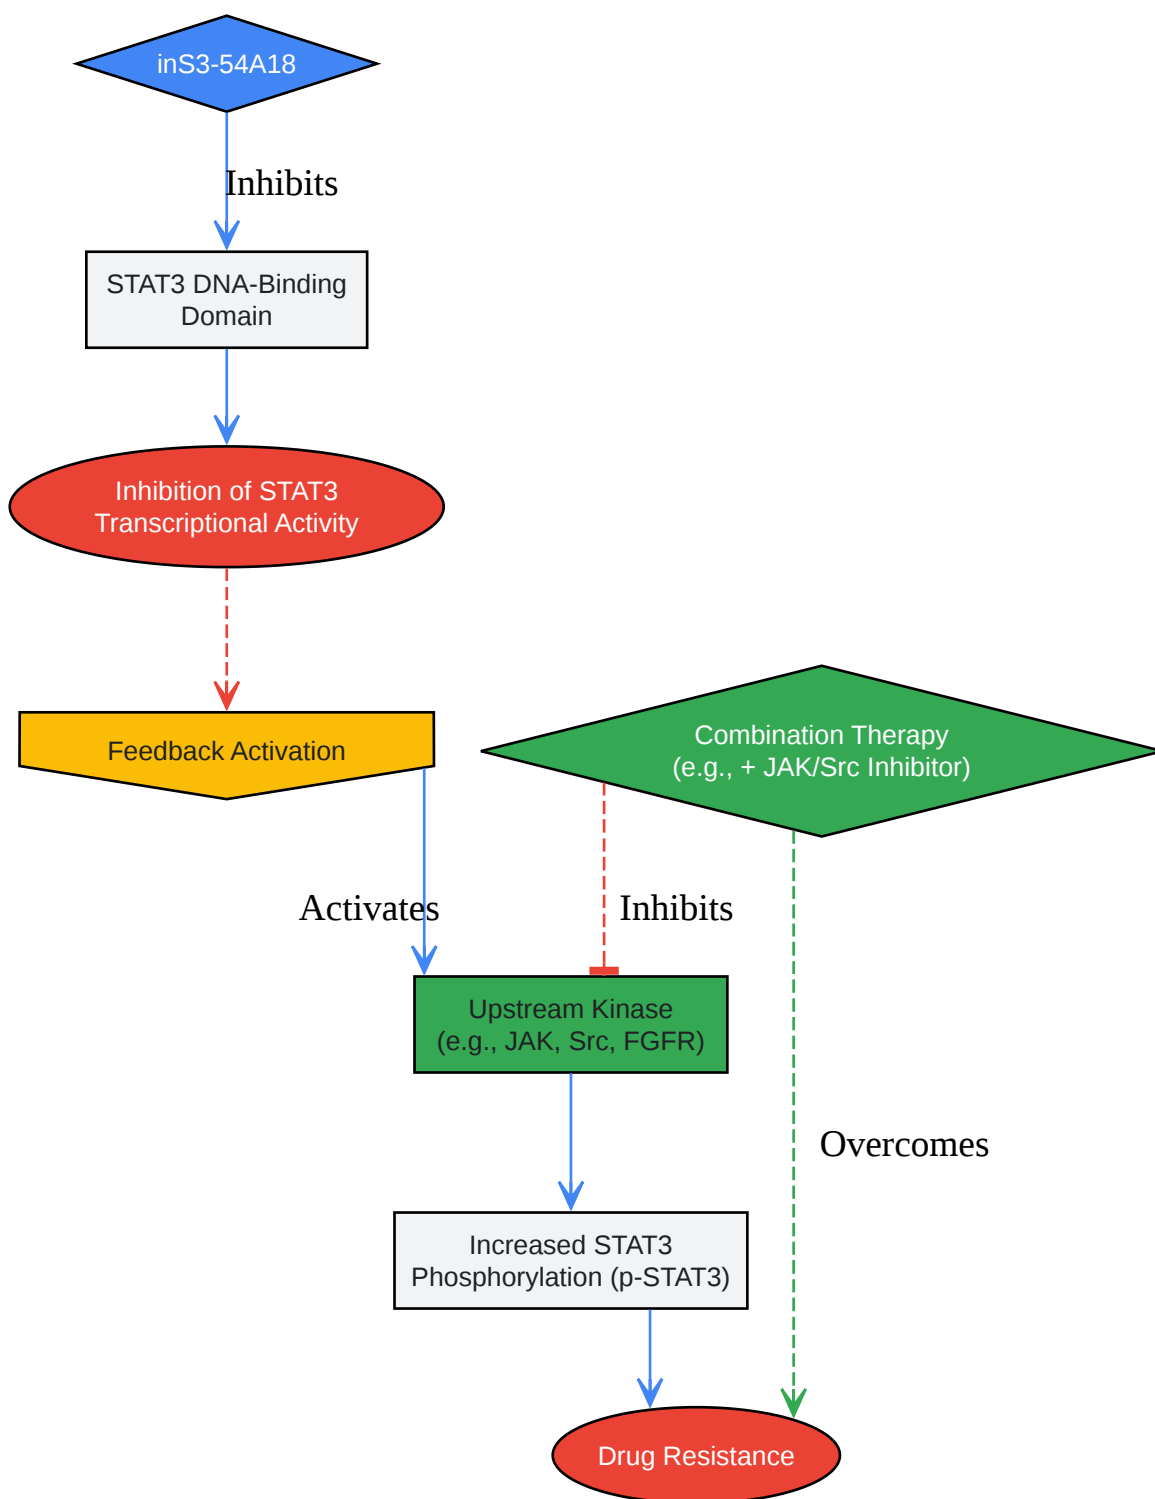 inS3-54A18
Inhibits
STAT3 DNA-Binding
Domain
Inhibition of STAT3
Transcriptional Activity
Feedback Activation
Combination Therapy
(e.g., + JAK/Src Inhibitor)
Activates
Inhibits
Upstream Kinase
(e.g., JAK, Src, FGFR)
Overcomes
Increased STAT3
Phosphorylation (p-STAT3)
Drug Resistance